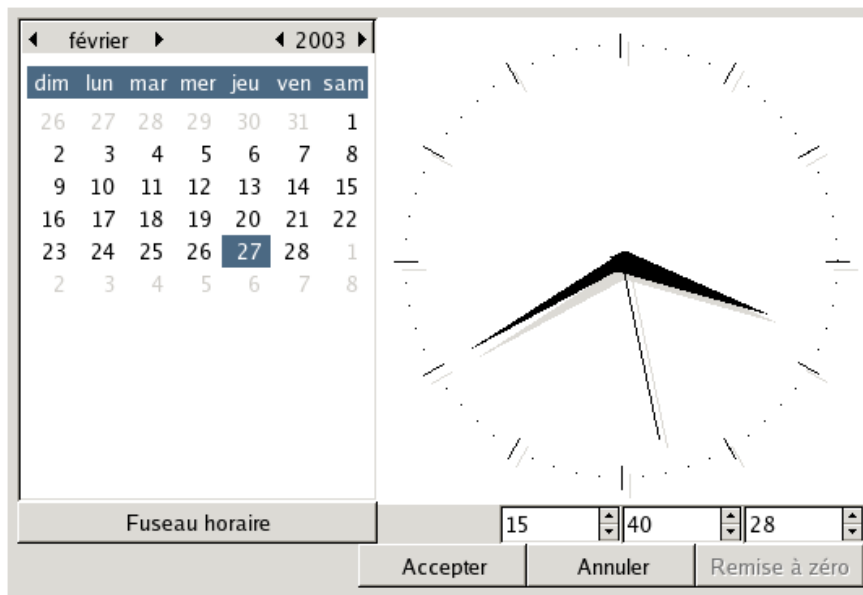 février 2003
dim lun mar mer jeu ven sam
26 27 28 29 30 31 1
2 3 4 5 6 7 8
9 10 11 12 13 14 15
16 17 18 19 20 21 22
23 24 25 26 27 28 1
2 3 4 5 6 7 8
Fuseau horaire
15 40 28
Accepter Annuler Remise à zéro